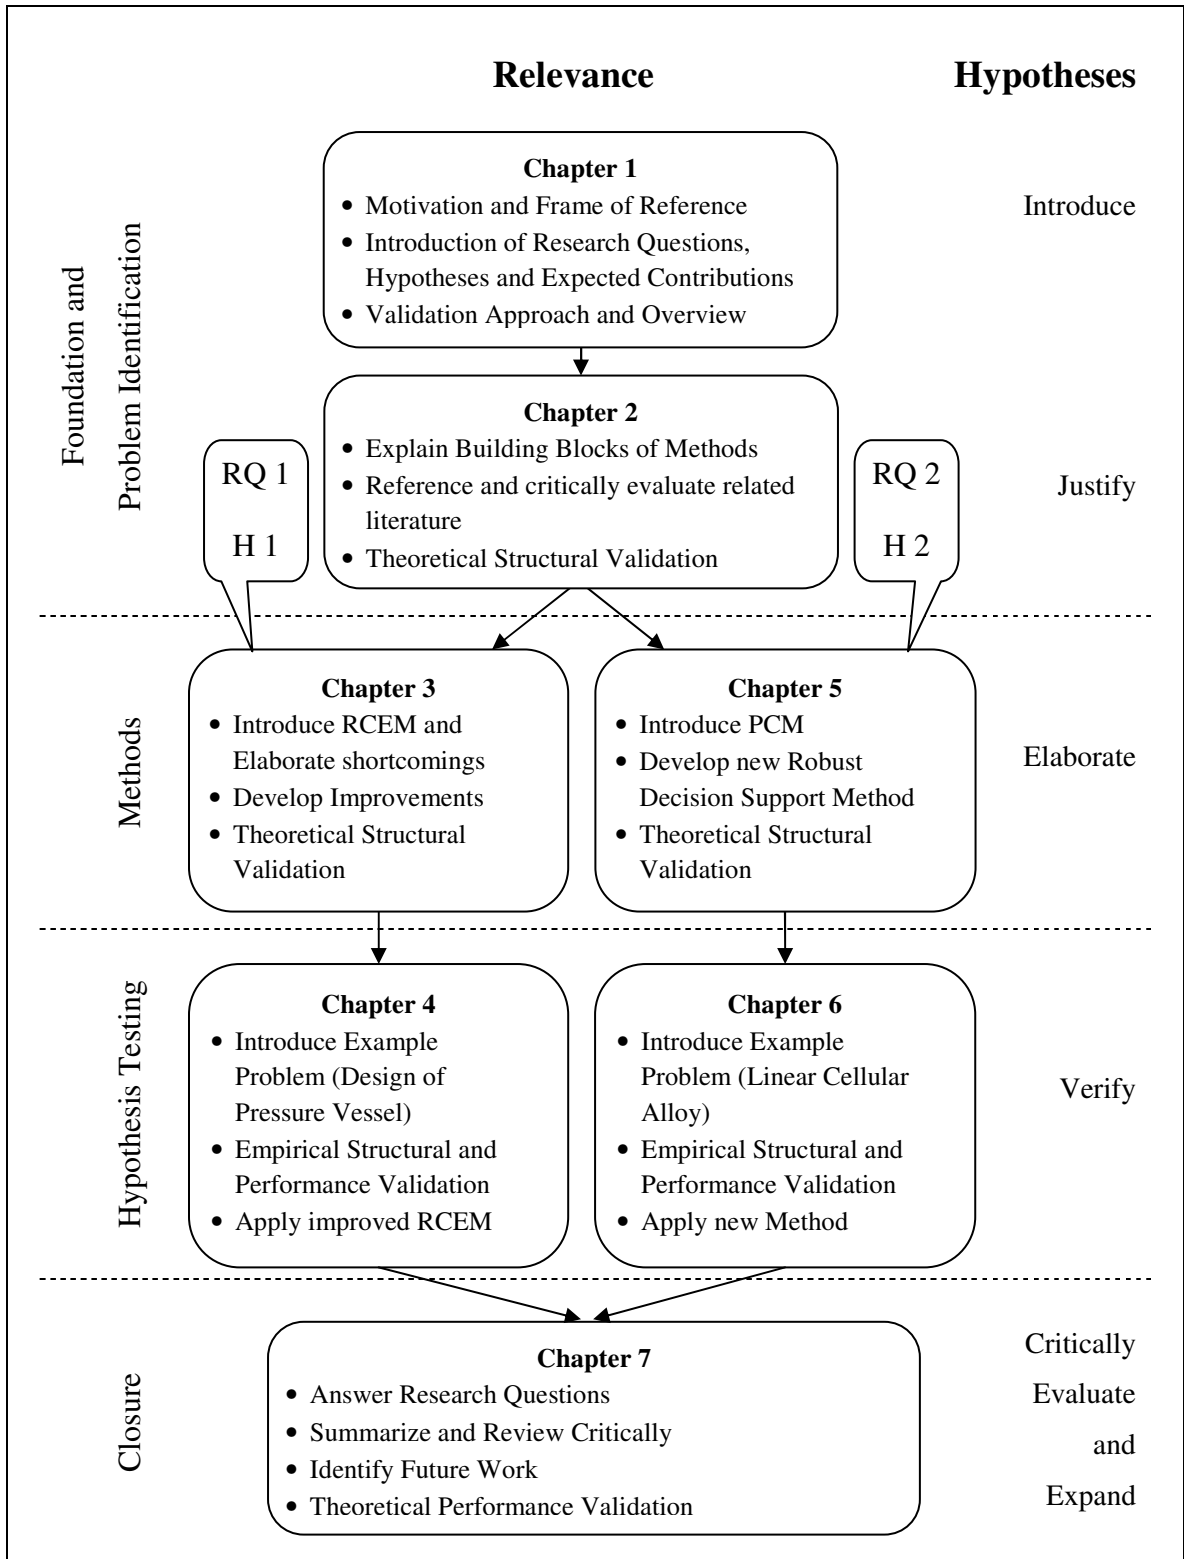 Relevance
Hypotheses
Foundation and
Problem Identification
Chapter 1
• Motivation and Frame of Reference
• Introduction of Research Questions,
Hypotheses and Expected Contributions
• Validation Approach and Overview
Introduce
Chapter 2
• Explain Building Blocks of Methods
• Reference and critically evaluate related
literature
• Theoretical Structural Validation
RQ 1
H 1
RQ 2
H 2
Justify
Methods
Chapter 3
• Introduce RCEM and
Elaborate shortcomings
• Develop Improvements
• Theoretical Structural
Validation
Chapter 5
• Introduce PCM
• Develop new Robust
Decision Support Method
• Theoretical Structural
Validation
Elaborate
Hypothesis Testing
Chapter 4
• Introduce Example
Problem (Design of
Pressure Vessel)
• Empirical Structural and
Performance Validation
• Apply improved RCEM
Chapter 6
• Introduce Example
Problem (Linear Cellular
Alloy)
• Empirical Structural and
Performance Validation
• Apply new Method
Verify
Closure
Chapter 7
• Answer Research Questions
• Summarize and Review Critically
• Identify Future Work
• Theoretical Performance Validation
Critically
Evaluate
and
Expand